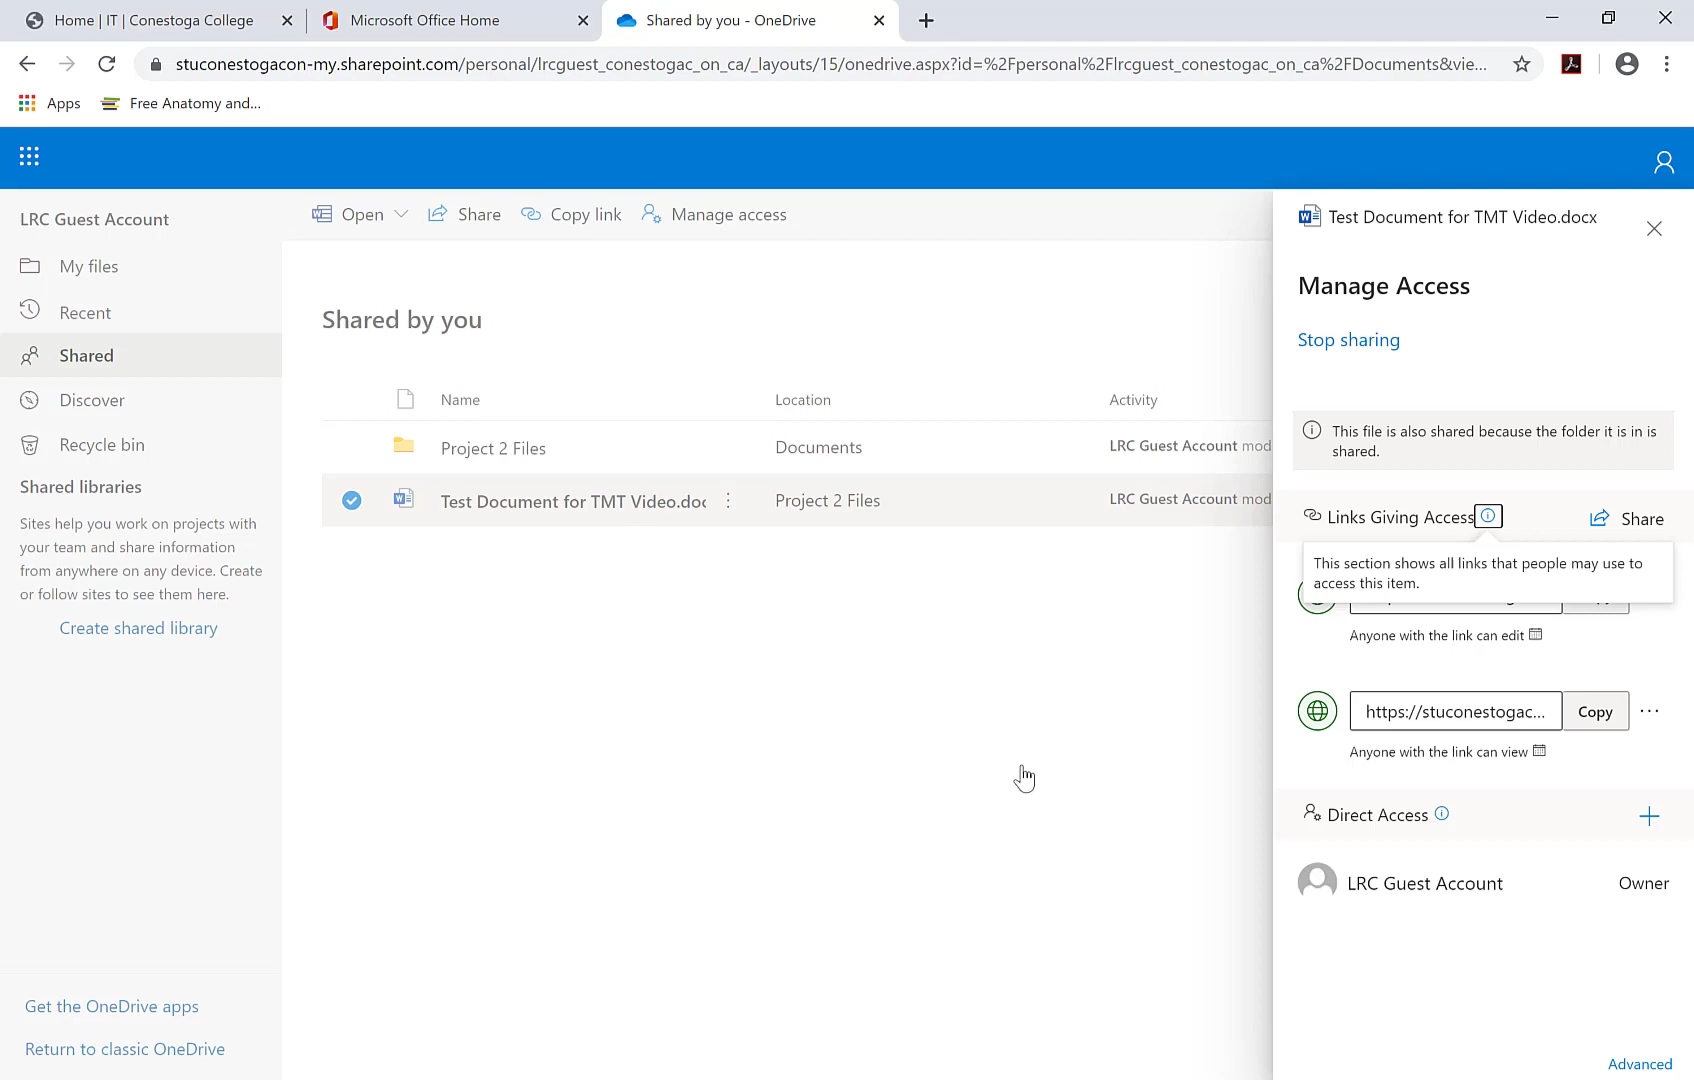 Home | IT | Conestoga College
Microsoft Office Home
Shared by you - OneDrive
stuconestogacon-my.sharepoint.com/personal/lrcguest_conestogac_on_ca/_layouts/15/onedrive.aspx?id=%2Fpersonal%2Flrcguest_conestogac_on_ca%2FDocuments&vie...
Apps
Free Anatomy and...
LRC Guest Account
My files
Recent
Shared
Discover
Recycle bin
Shared libraries
Sites help you work on projects with
your team and share information
from anywhere on any device. Create
or follow sites to see them here.
Create shared library
Get the OneDrive apps
Return to classic OneDrive
Open
Share
Copy link
Manage access
Shared by you
Name Location Activity
Project 2 Files Documents LRC Guest Account mod
Test Document for TMT Video.doc Project 2 Files LRC Guest Account mod
Test Document for TMT Video.docx
Manage Access
Stop sharing
This file is also shared because the folder it is in is
shared.
Links Giving Access
Share
This section shows all links that people may use to
access this item.
Anyone with the link can edit
https://stuconestogac...
Copy
Anyone with the link can view
Direct Access
LRC Guest Account Owner
Advanced